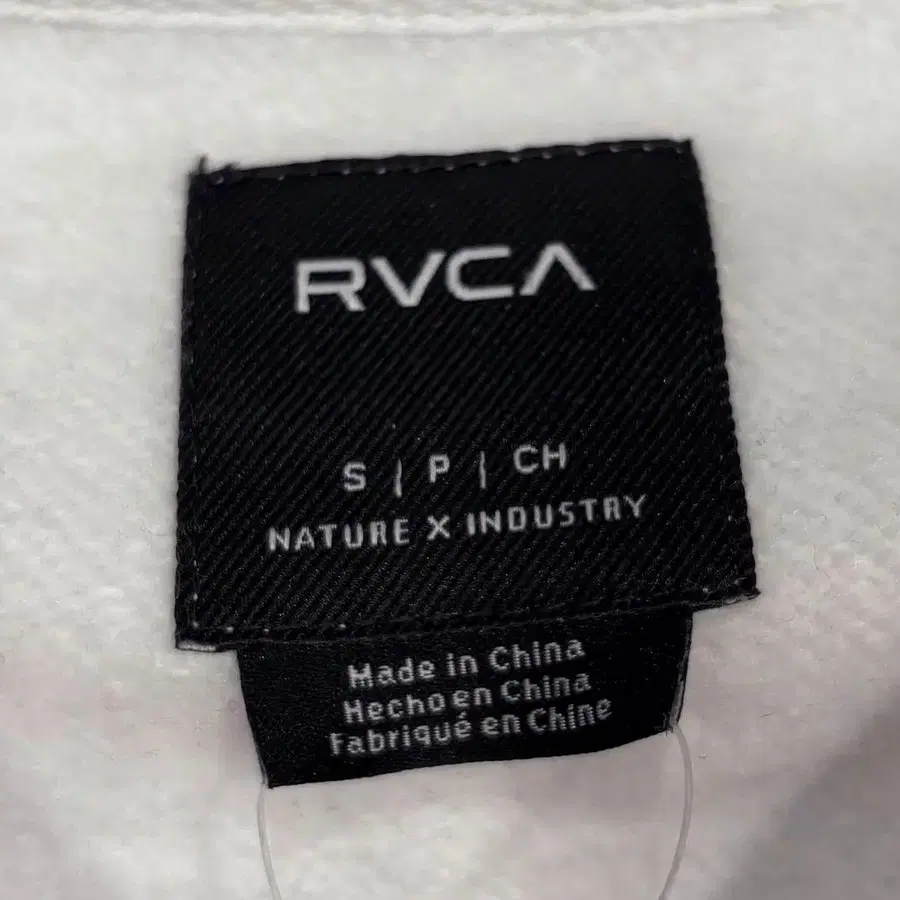 RVCA
S | P | CH
NATURE X INDUSTRY
Made in China
Hecho en China
Fabriqué en Chine